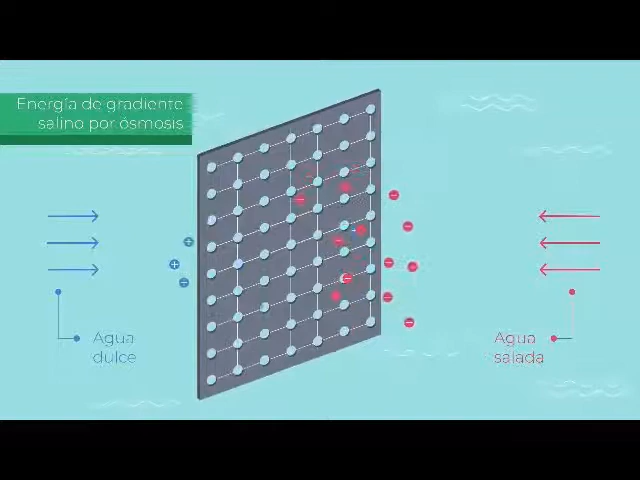 Energía de gradiente
salino por ósmosis
Agua
dulce
Agua
salada